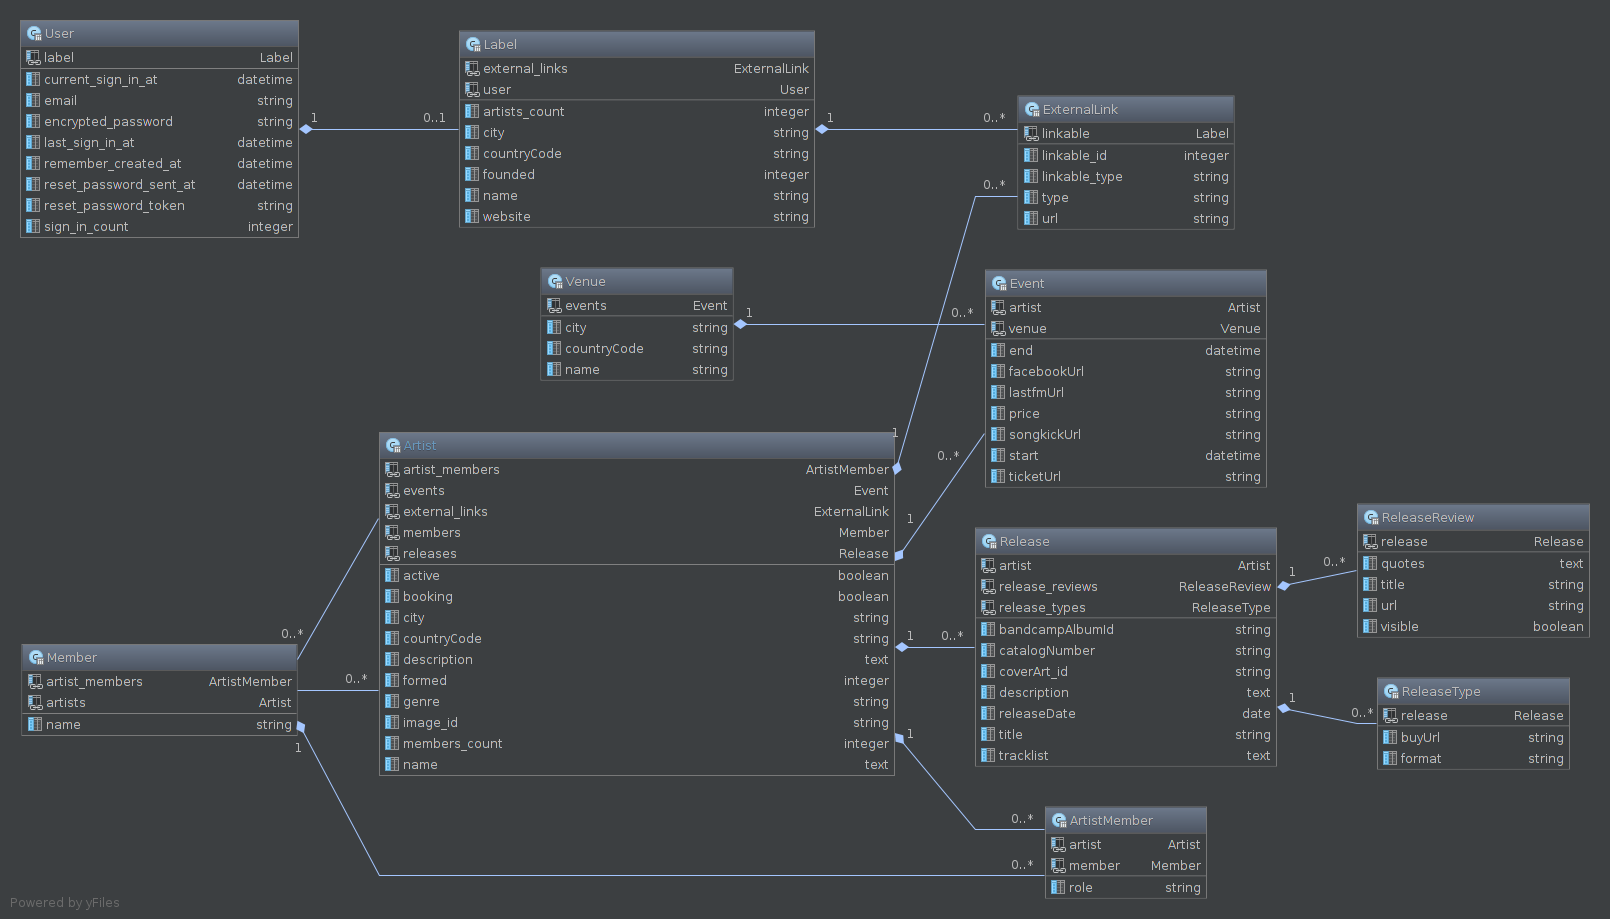 User
label Label
current_sign_in_at datetime
email string
encrypted_password string
last_sign_in_at datetime
remember_created_at datetime
reset_password_sent_at datetime
reset_password_token string
sign_in_count integer
1 0..1
Label
external_links ExternalLink
user User
artists_count integer
city string
countryCode string
founded integer
name string
website string
1 0..*
ExternalLink
linkable Label
linkable_id integer
linkable_type string
type string
url string
0..*
Venue
events Event
city string
countryCode string
name string
1 0..*
Event
artist Artist
venue Venue
end datetime
facebookUrl string
lastfmUrl string
price string
songkickUrl string
start datetime
ticketUrl string
1
0..*
1
Artist
artist_members ArtistMember
events Event
external_links ExternalLink
members Member
releases Release
active boolean
booking boolean
city string
countryCode string
description text
formed integer
genre string
image_id string
members_count integer
name text
1 0..*
1
Release
artist Artist
release_reviews ReleaseReview
release_types ReleaseType
bandcampAlbumId string
catalogNumber string
coverArt_id string
description text
releaseDate date
title string
tracklist text
1 0..*
ReleaseReview
release Release
quotes text
title string
url string
visible boolean
1 0..*
ReleaseType
release Release
buyUrl string
format string
0..*
Member
artist_members ArtistMember
artists Artist
name string
0..*
1
0..*
0..*
ArtistMember
artist Artist
member Member
role string
Powered by yFiles